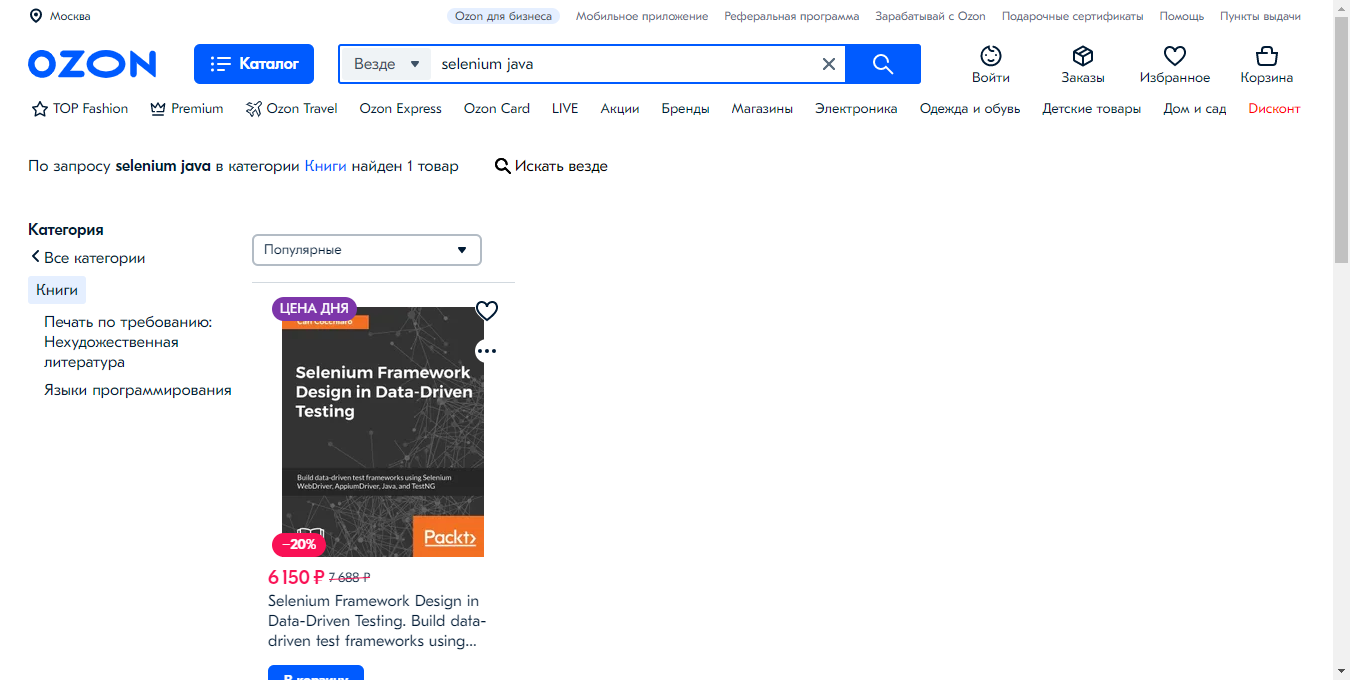 Москва
Ozon для бизнеса Мобильное приложение Реферальная программа Зарабатывай с Ozon Подарочные сертификаты Помощь Пункты выдачи
OZON
Каталог
Везде
selenium java
Войти
Заказы
Избранное
Корзина
TOP Fashion Premium Ozon Travel Ozon Express Ozon Card LIVE Акции Бренды Магазины Электроника Одежда и обувь Детские товары Дом и сад Disконт
По запросу selenium java в категории Книги найден 1 товар
Искать везде
Категория
Все категории
Книги
Печать по требованию:
Нехудожественная
литература
Языки программирования
Популярные
ЦЕНА ДНЯ
Carl Cocchiaro
Selenium Framework
Design in Data-Driven
Testing
Build data-driven test frameworks using Selenium
WebDriver, AppiumDriver, Java, and TestNG
Packt>
−20%
6 150 ₽ 7 688 ₽
Selenium Framework Design in
Data-Driven Testing. Build data-
driven test frameworks using...
В корзину